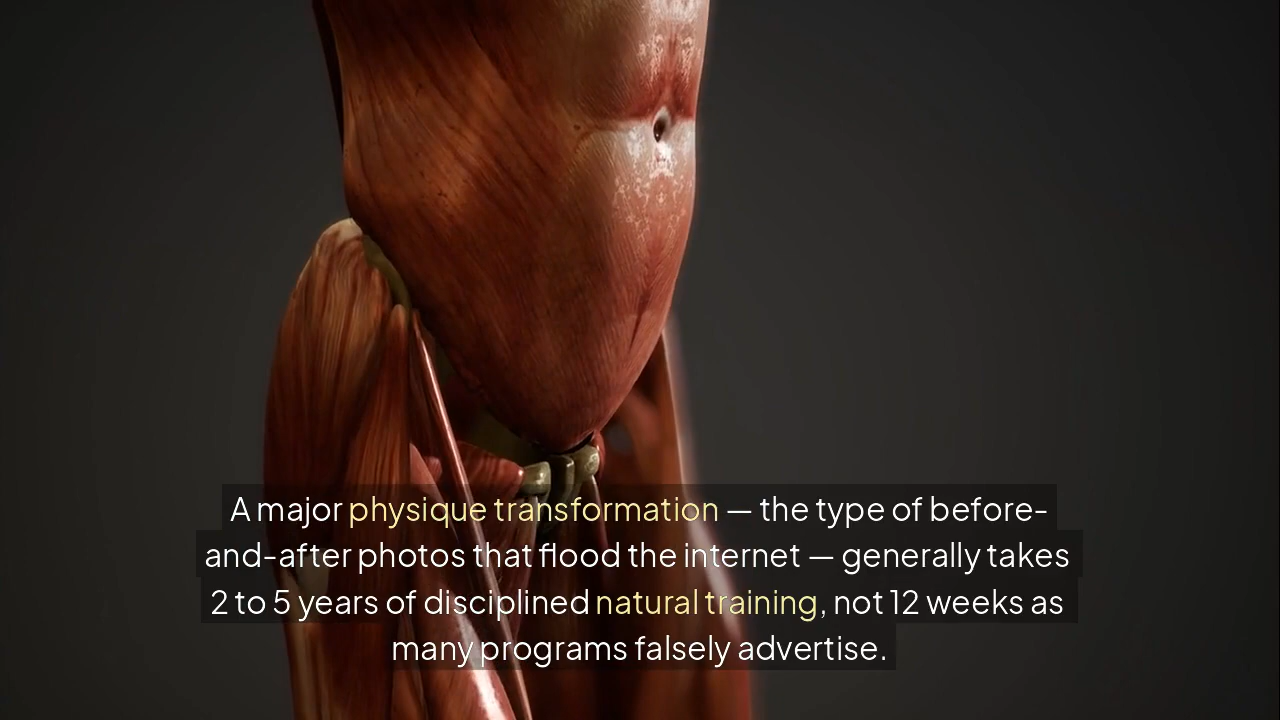 A major physique transformation — the type of before-
and-after photos that flood the internet — generally takes
2 to 5 years of disciplined natural training, not 12 weeks as
many programs falsely advertise.